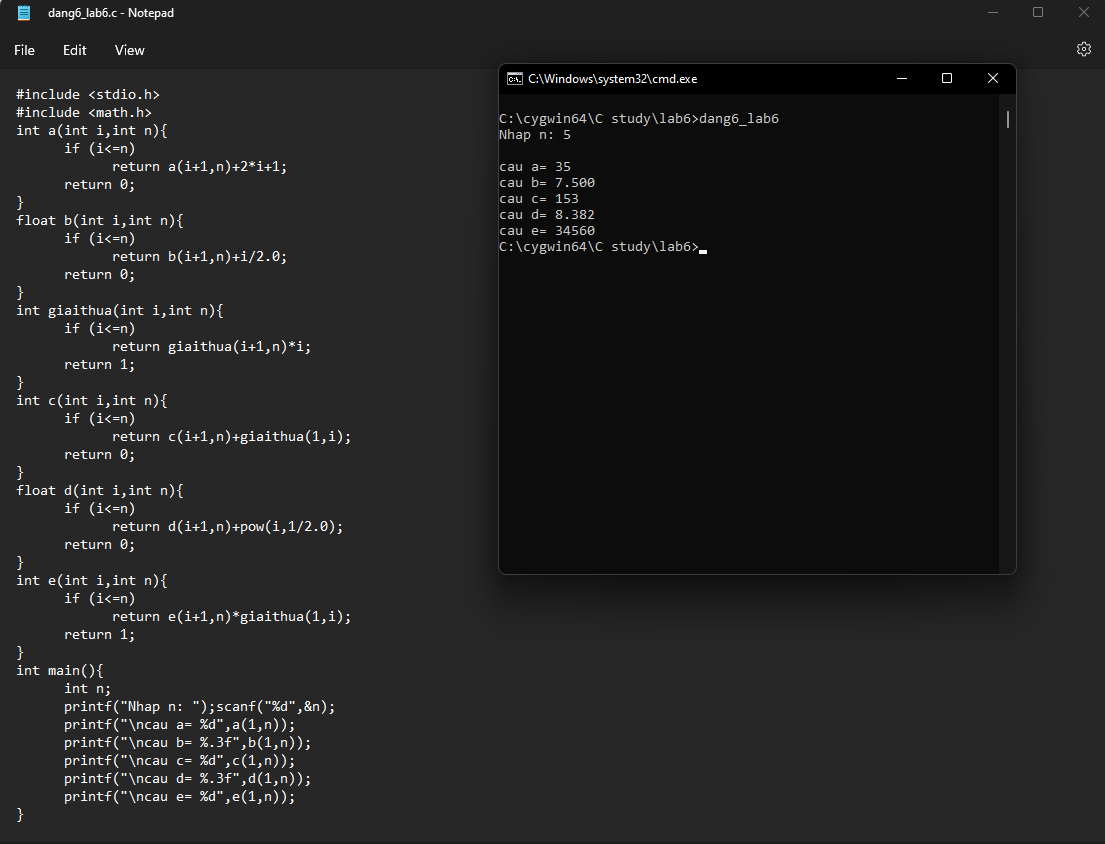 dang6_lab6.c - Notepad
File Edit View
#include <stdio.h>
#include <math.h>
int a(int i,int n){
      if (i<=n)
            return a(i+1,n)+2*i+1;
      return 0;
}
float b(int i,int n){
      if (i<=n)
            return b(i+1,n)+i/2.0;
      return 0;
}
int giaithua(int i,int n){
      if (i<=n)
            return giaithua(i+1,n)*i;
      return 1;
}
int c(int i,int n){
      if (i<=n)
            return c(i+1,n)+giaithua(1,i);
      return 0;
}
float d(int i,int n){
      if (i<=n)
            return d(i+1,n)+pow(i,1/2.0);
      return 0;
}
int e(int i,int n){
      if (i<=n)
            return e(i+1,n)*giaithua(1,i);
      return 1;
}
int main(){
      int n;
      printf("Nhap n: ");scanf("%d",&n);
      printf("\ncau a= %d",a(1,n));
      printf("\ncau b= %.3f",b(1,n));
      printf("\ncau c= %d",c(1,n));
      printf("\ncau d= %.3f",d(1,n));
      printf("\ncau e= %d",e(1,n));
}
C:\Windows\system32\cmd.exe
C:\cygwin64\C study\lab6>dang6_lab6
Nhap n: 5
cau a= 35
cau b= 7.500
cau c= 153
cau d= 8.382
cau e= 34560
C:\cygwin64\C study\lab6>